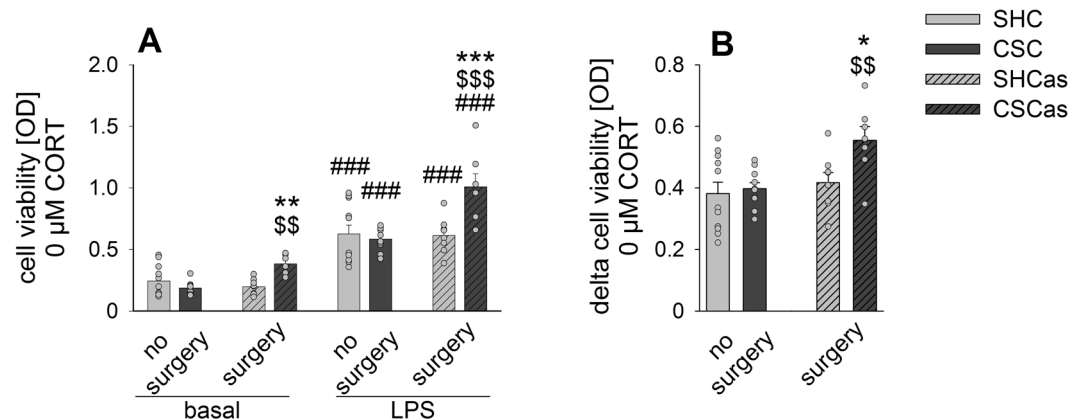 A
cell viability [OD]
0 µM CORT
2.0
1.5
1.0
0.5
0
**
$$
###
###
###
***
$$$
###
no
surgery
surgery
no
surgery
surgery
basal
LPS
B
delta cell viability [OD]
0 µM CORT
0.8
0.6
0.4
0.2
0
*
$$
no
surgery
surgery
SHC
CSC
SHCas
CSCas